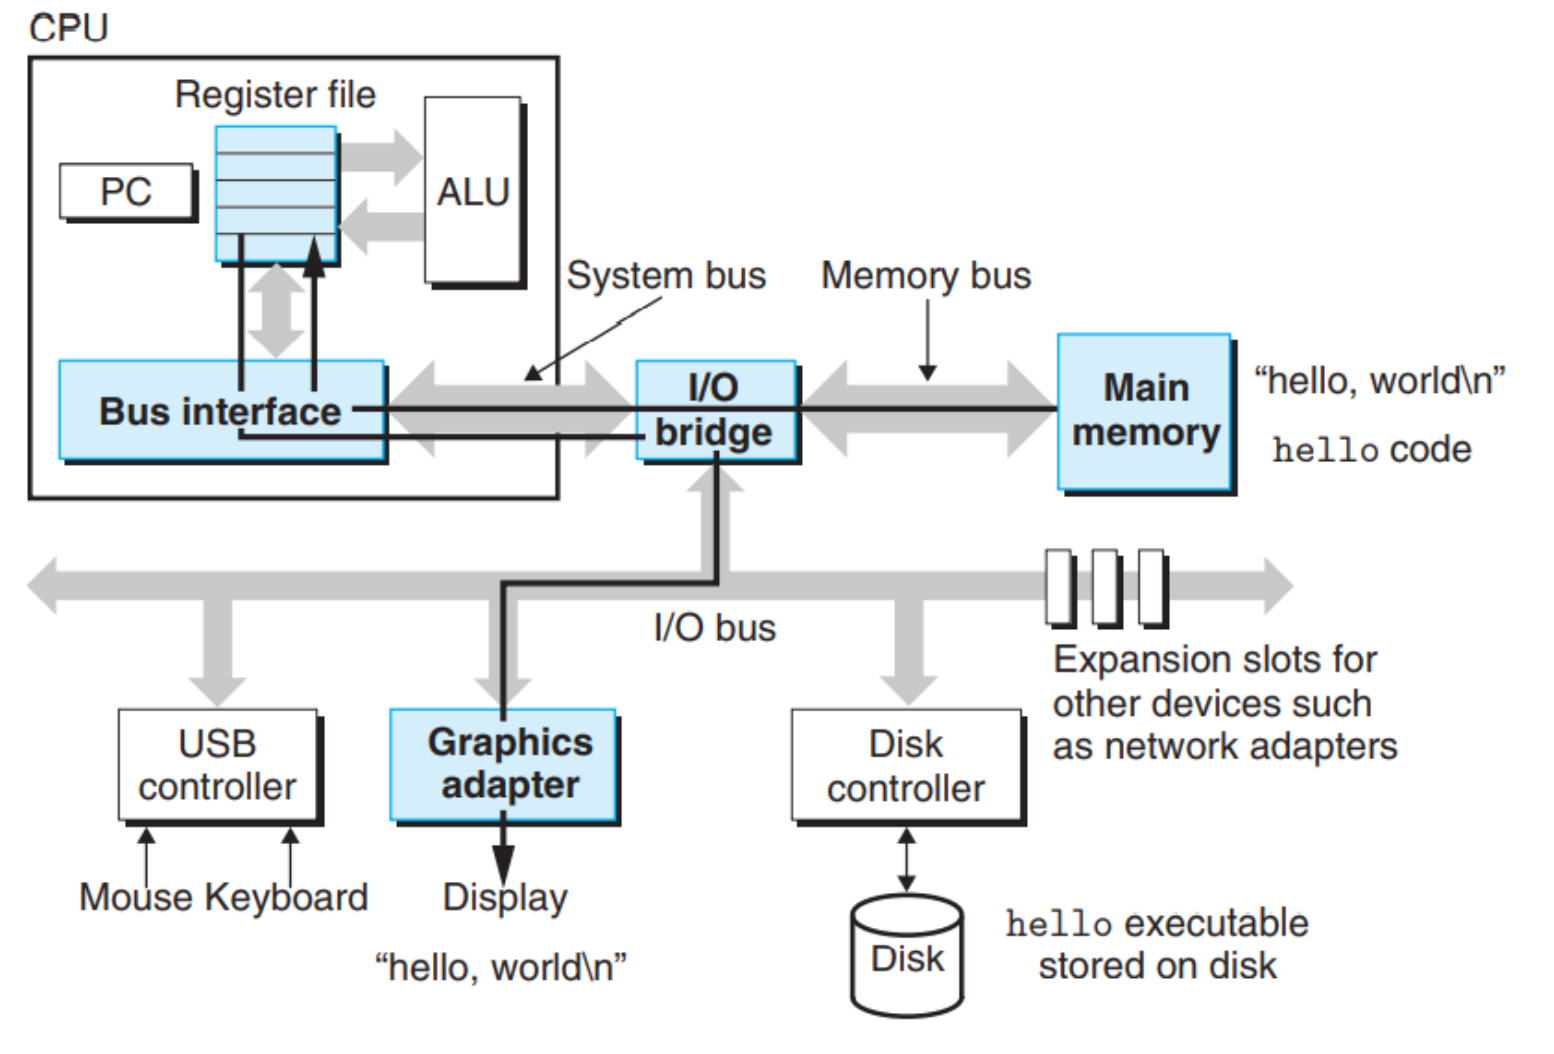 CPU
Register file
PC
ALU
System bus
Memory bus
Bus interface
I/O
bridge
Main
memory
“hello, world\n”
hello code
I/O bus
Expansion slots for
other devices such
as network adapters
USB
controller
Graphics
adapter
Disk
controller
Mouse Keyboard
Display
“hello, world\n”
Disk
hello executable
stored on disk